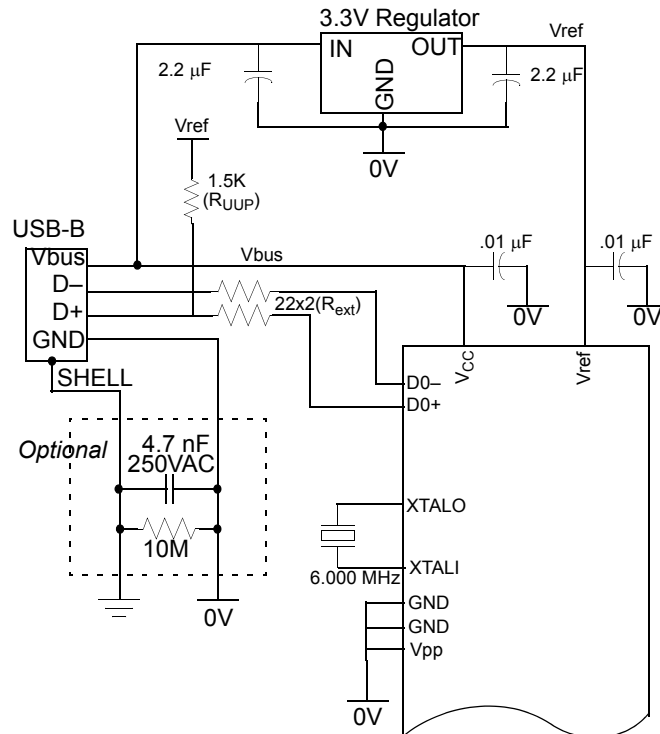 3.3V Regulator
IN
OUT
GND
Vref
2.2 μF
2.2 μF
0V
Vref
1.5K
(RUUP)
USB-B
Vbus
D–
D+
GND
SHELL
Vbus
.01 μF
.01 μF
0V
0V
22x2(Rext)
VCC
Vref
D0–
D0+
Optional
4.7 nF
250VAC
10M
0V
XTALO
6.000 MHz
XTALI
GND
GND
Vpp
0V